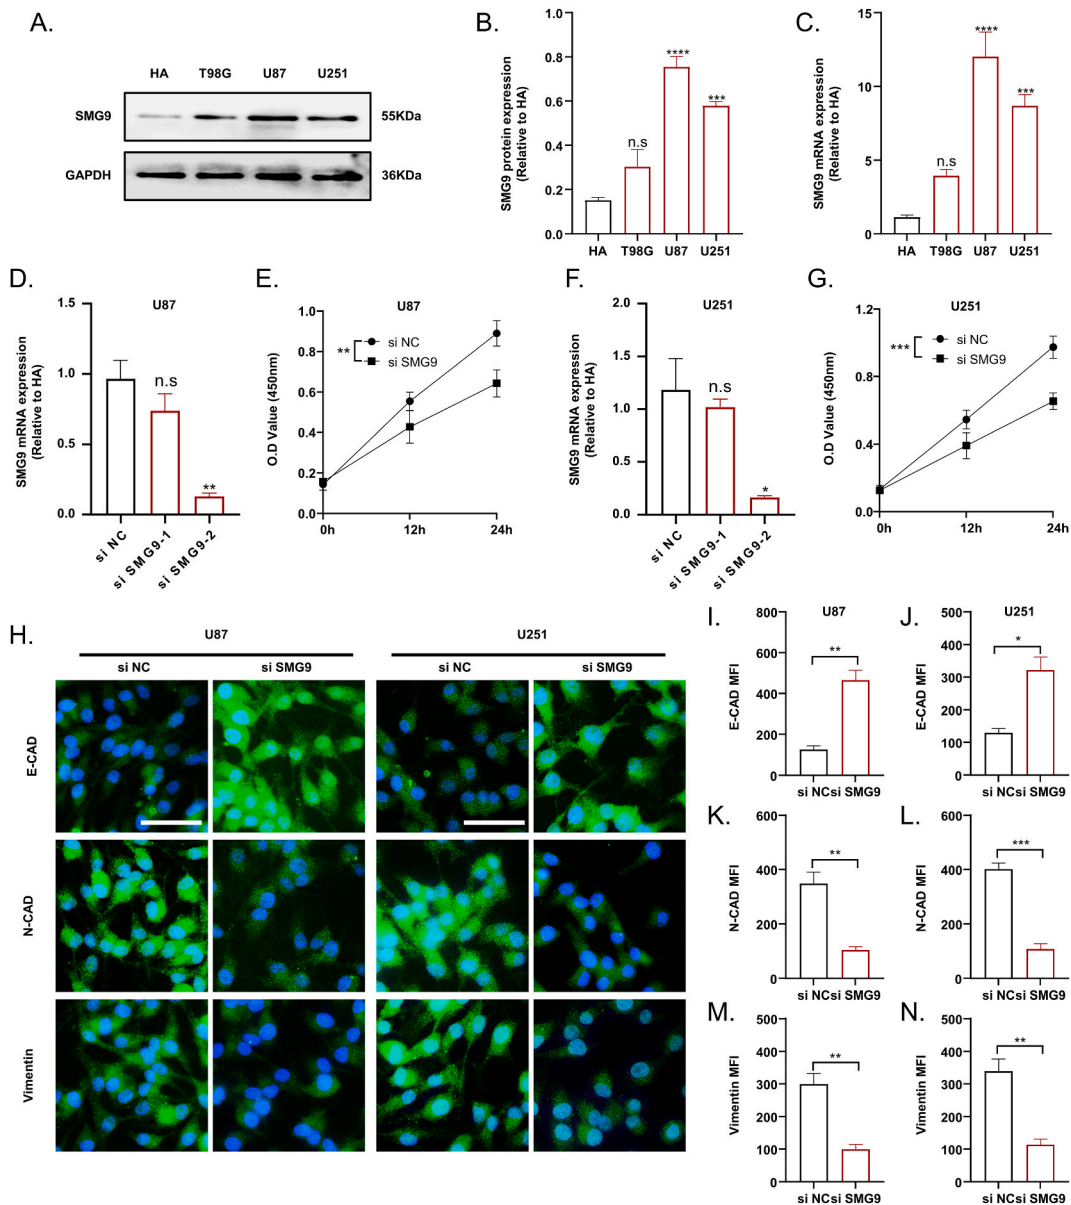 A.
HA T98G U87 U251
SMG9 55KDa
GAPDH 36KDa
B.
SMG9 protein expression
(Relative to HA)
1.0
0.8
0.6
0.4
0.2
0.0
n.s
****
***
HA T98G U87 U251
C.
SMG9 mRNA expression
(Relative to HA)
15
10
5
0
n.s
****
***
HA T98G U87 U251
D.
U87
SMG9 mRNA expression
(Relative to HA)
1.5
1.0
0.5
0.0
n.s
**
si NC
si SMG9-1
si SMG9-2
E.
U87
O.D Value (450nm)
1.0
0.8
0.6
0.4
0.2
0.0
**
si NC
si SMG9
0h 12h 24h
F.
U251
SMG9 mRNA expression
(Relative to HA)
2.0
1.5
1.0
0.5
0.0
n.s
*
si NC
si SMG9-1
si SMG9-2
G.
U251
O.D Value (450nm)
1.2
0.9
0.6
0.3
0.0
***
si NC
si SMG9
0h 12h 24h
H.
U87 U251
si NC si SMG9 si NC si SMG9
E-CAD
N-CAD
Vimentin
I.
U87
E-CAD MFI
800
600
400
200
0
**
si NC si SMG9
J.
U251
E-CAD MFI
500
400
300
200
100
0
*
si NC si SMG9
K.
N-CAD MFI
600
400
200
0
**
si NC si SMG9
L.
N-CAD MFI
600
400
200
0
***
si NC si SMG9
M.
Vimentin MFI
500
400
300
200
100
0
**
si NC si SMG9
N.
Vimentin MFI
500
400
300
200
100
0
**
si NC si SMG9